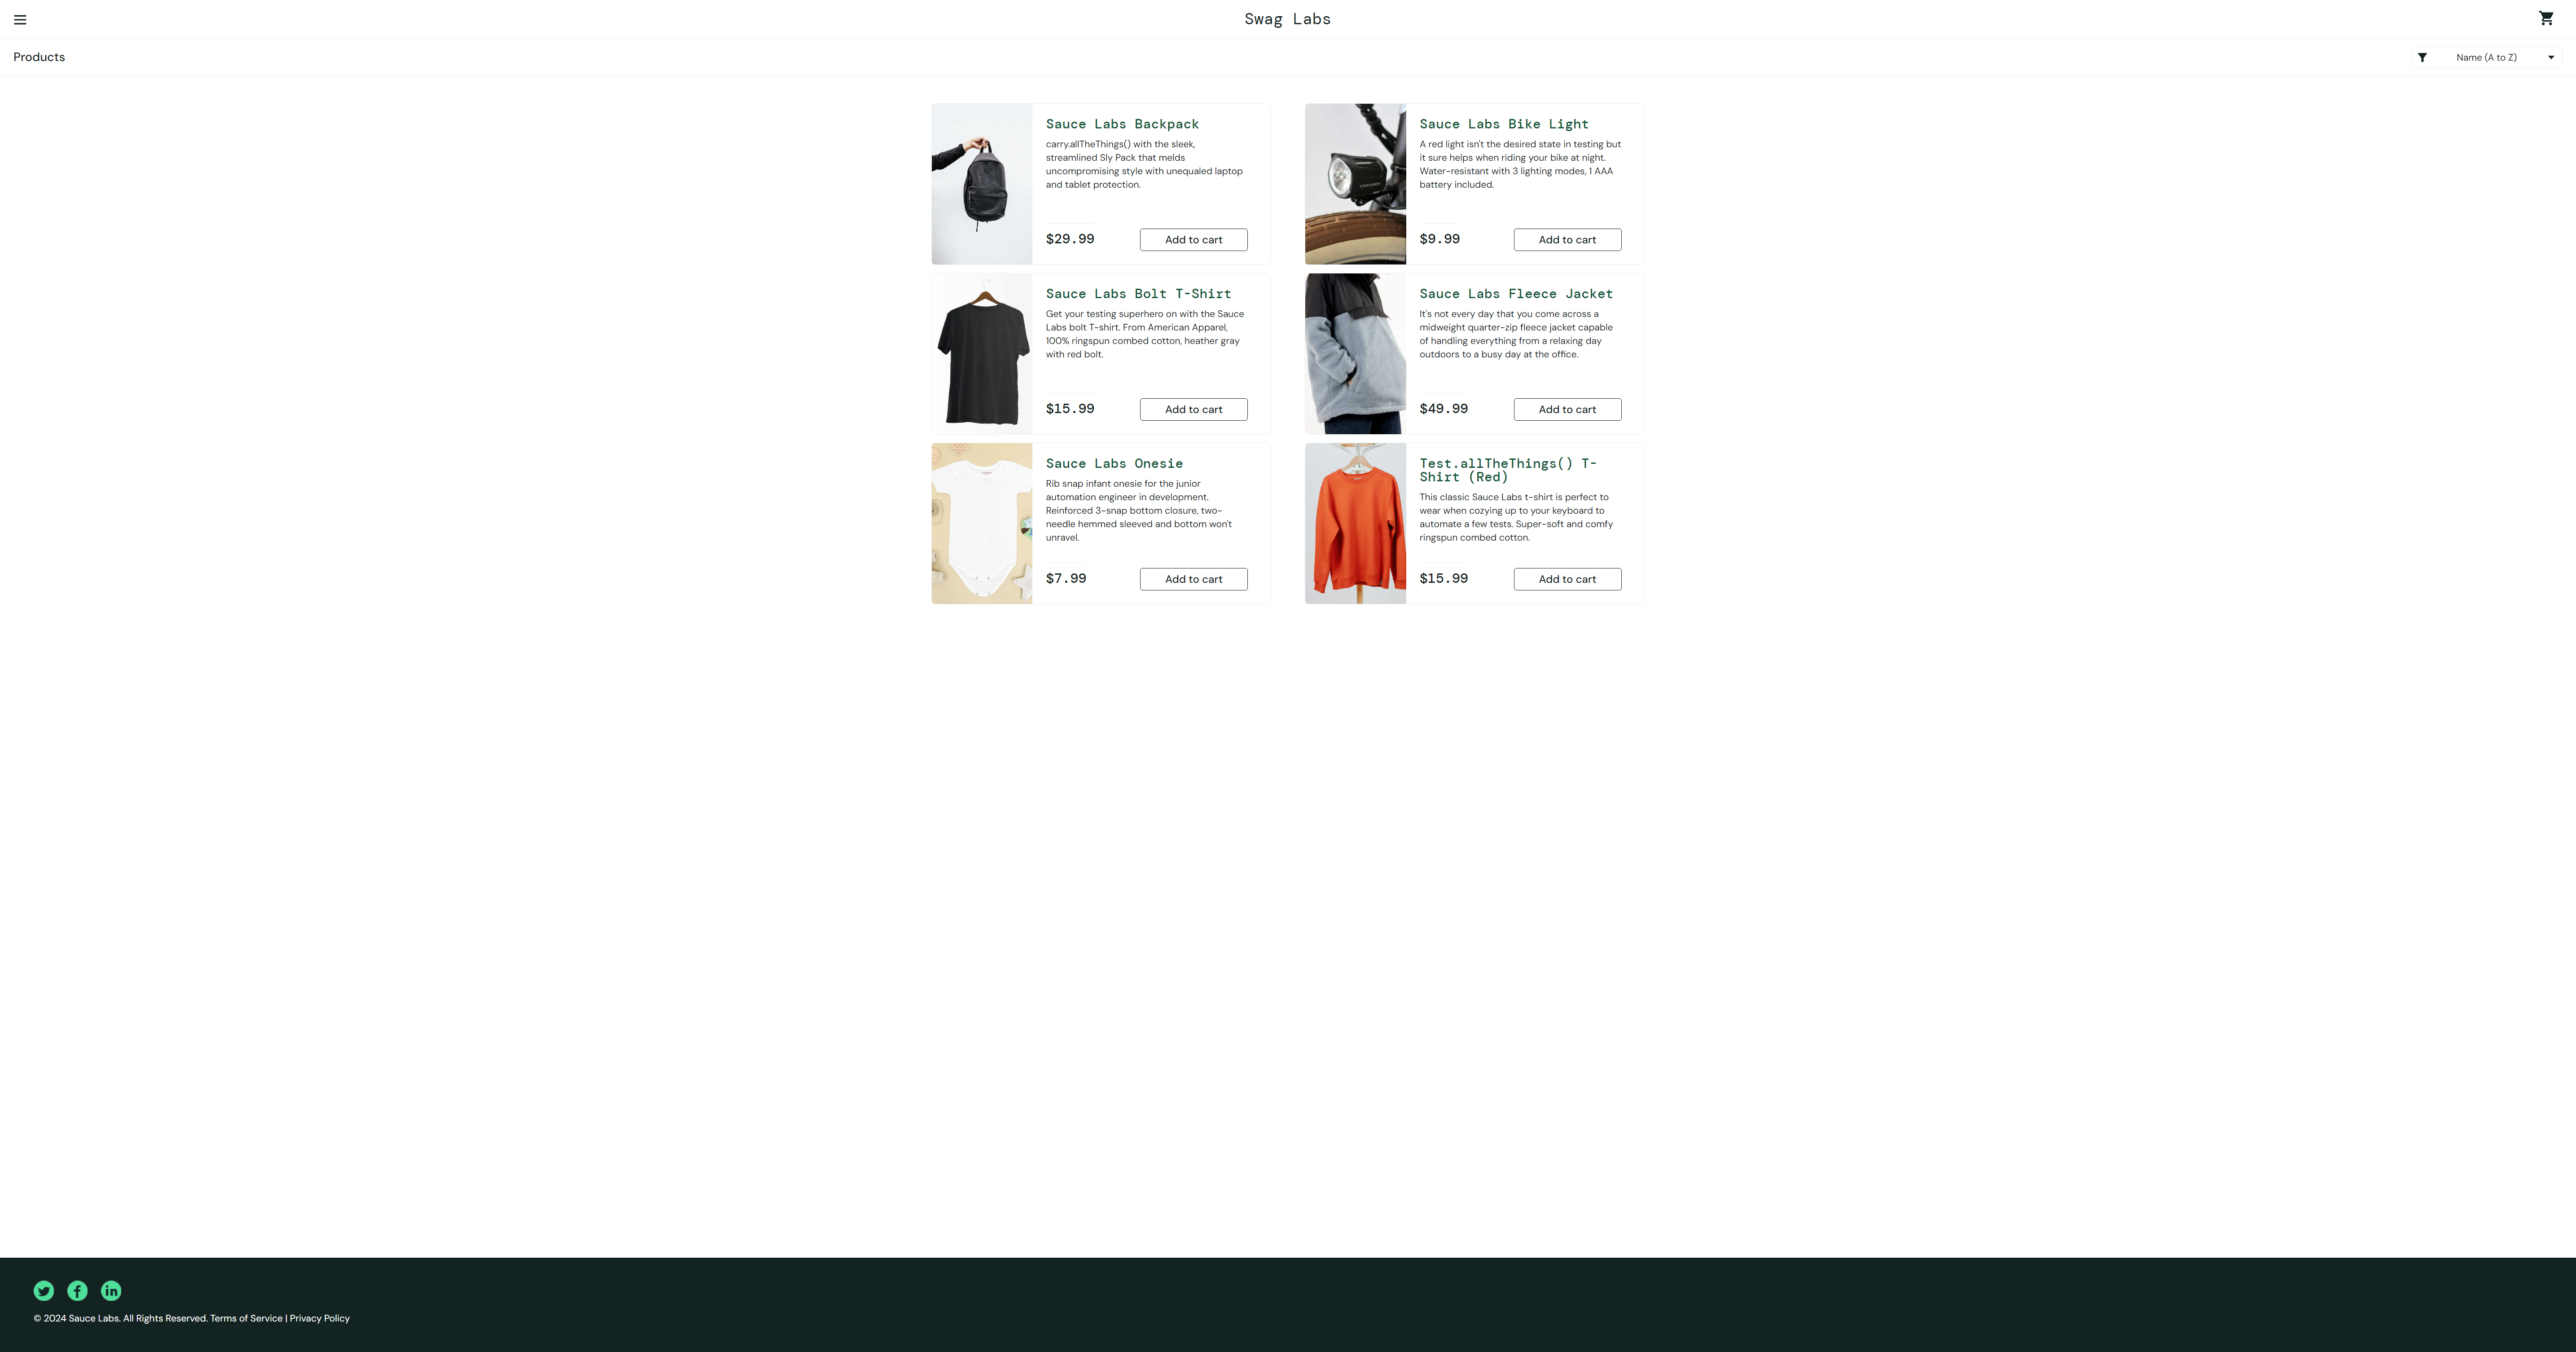 Swag Labs
Products
Name (A to Z)
Sauce Labs Backpack
carry.allTheThings() with the sleek,
streamlined Sly Pack that melds
uncompromising style with unequaled laptop
and tablet protection.
$29.99
Add to cart
Sauce Labs Bike Light
A red light isn't the desired state in testing but
it sure helps when riding your bike at night.
Water-resistant with 3 lighting modes, 1 AAA
battery included.
$9.99
Add to cart
Sauce Labs Bolt T-Shirt
Get your testing superhero on with the Sauce
Labs bolt T-shirt. From American Apparel,
100% ringspun combed cotton, heather gray
with red bolt.
$15.99
Add to cart
Sauce Labs Fleece Jacket
It's not every day that you come across a
midweight quarter-zip fleece jacket capable
of handling everything from a relaxing day
outdoors to a busy day at the office.
$49.99
Add to cart
Sauce Labs Onesie
Rib snap infant onesie for the junior
automation engineer in development.
Reinforced 3-snap bottom closure, two-
needle hemmed sleeved and bottom won't
unravel.
$7.99
Add to cart
Test.allTheThings() T-
Shirt (Red)
This classic Sauce Labs t-shirt is perfect to
wear when cozying up to your keyboard to
automate a few tests. Super-soft and comfy
ringspun combed cotton.
$15.99
Add to cart
© 2024 Sauce Labs. All Rights Reserved. Terms of Service | Privacy Policy